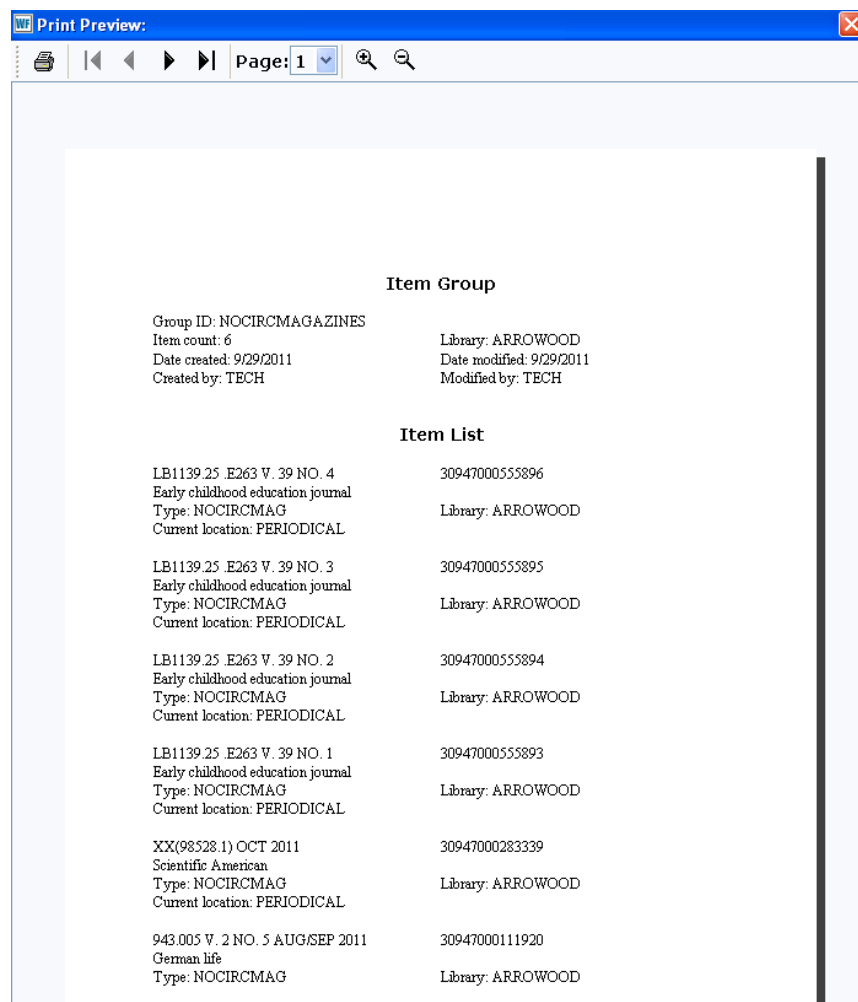 WF Print Preview:
Page: 1
Item Group
Group ID: NOCIRCMAGAZINES
Item count: 6 Library: ARROWOOD
Date created: 9/29/2011 Date modified: 9/29/2011
Created by: TECH Modified by: TECH
Item List
LB1139.25 .E263 V. 39 NO. 4 30947000555896
Early childhood education journal
Type: NOCIRCMAG Library: ARROWOOD
Current location: PERIODICAL
LB1139.25 .E263 V. 39 NO. 3 30947000555895
Early childhood education journal
Type: NOCIRCMAG Library: ARROWOOD
Current location: PERIODICAL
LB1139.25 .E263 V. 39 NO. 2 30947000555894
Early childhood education journal
Type: NOCIRCMAG Library: ARROWOOD
Current location: PERIODICAL
LB1139.25 .E263 V. 39 NO. 1 30947000555893
Early childhood education journal
Type: NOCIRCMAG Library: ARROWOOD
Current location: PERIODICAL
XX(98528.1) OCT 2011 30947000283339
Scientific American
Type: NOCIRCMAG Library: ARROWOOD
Current location: PERIODICAL
943.005 V. 2 NO. 5 AUG/SEP 2011 30947000111920
German life
Type: NOCIRCMAG Library: ARROWOOD